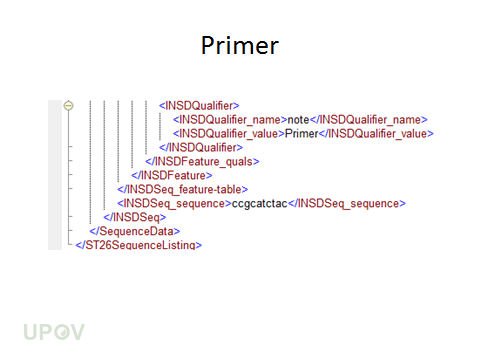 Primer
<INSDQualifier>
<INSDQualifier_name>note</INSDQualifier_name>
<INSDQualifier_value>Primer</INSDQualifier_value>
</INSDQualifier>
</INSDFeature_quals>
</INSDFeature>
</INSDSeq_feature-table>
<INSDSeq_sequence>ccgcatctac</INSDSeq_sequence>
</INSDSeq>
</SequenceData>
</ST26SequenceListing>
UPOV